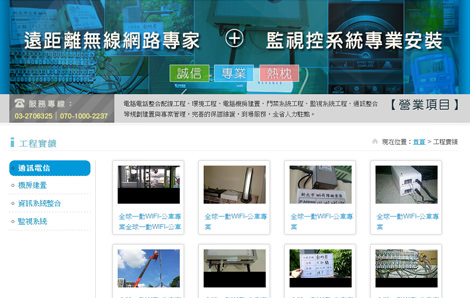 遠距離無線網路專家 + 監視控系統專業安裝
誠信 專業 熱枕
服務專線：
03-2706325 | 070-1000-2237
電腦電話整合配線工程、環境工程、電腦機房建置、門禁系統工程、監視系統工程、通訊整合
等規劃建置與專案管理，完善的保證措施，到場服務，全省人力駐點。
【營業項目】
工程實績
現在位置：首頁 > 工程實績
通訊電信
機房建置
資訊系統整合
監視系統
全球一動WIFI-公車專
案全球一動WIFI-公車
全球一動WIFI-公車專
案
全球一動WIFI-公車專
案
全球一動WIFI-公車專
案